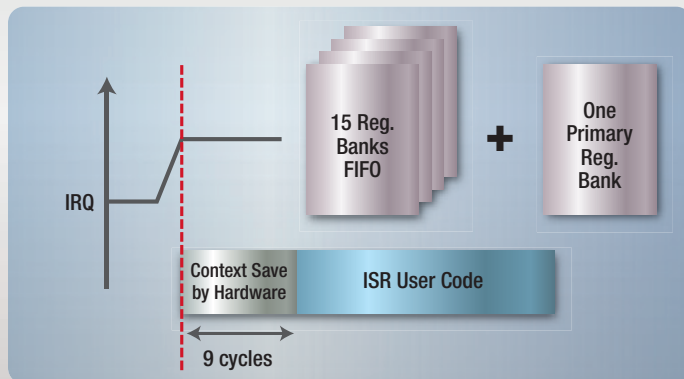 15 Reg.
Banks
FIFO
+
One
Primary
Reg.
Bank
IRQ
Context Save
by Hardware
ISR User Code
9 cycles